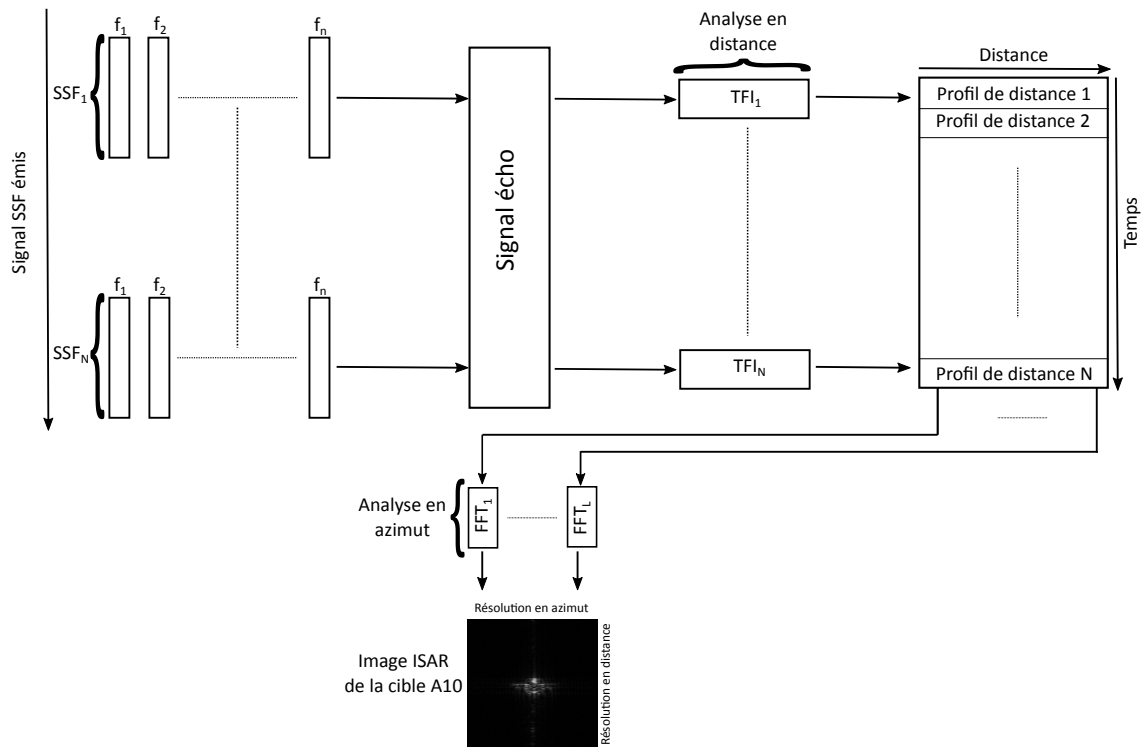 Signal SSF émis
SSF1
f1
f2
fn
Signal écho
Analyse en
distance
TFI1
Distance
Profil de distance 1
Profil de distance 2
Temps
SSFN
f1
f2
fn
TFIN
Profil de distance N
Analyse en
azimut
FFT1
FFTL
Résolution en azimut
Image ISAR
de la cible A10
Résolution en distance